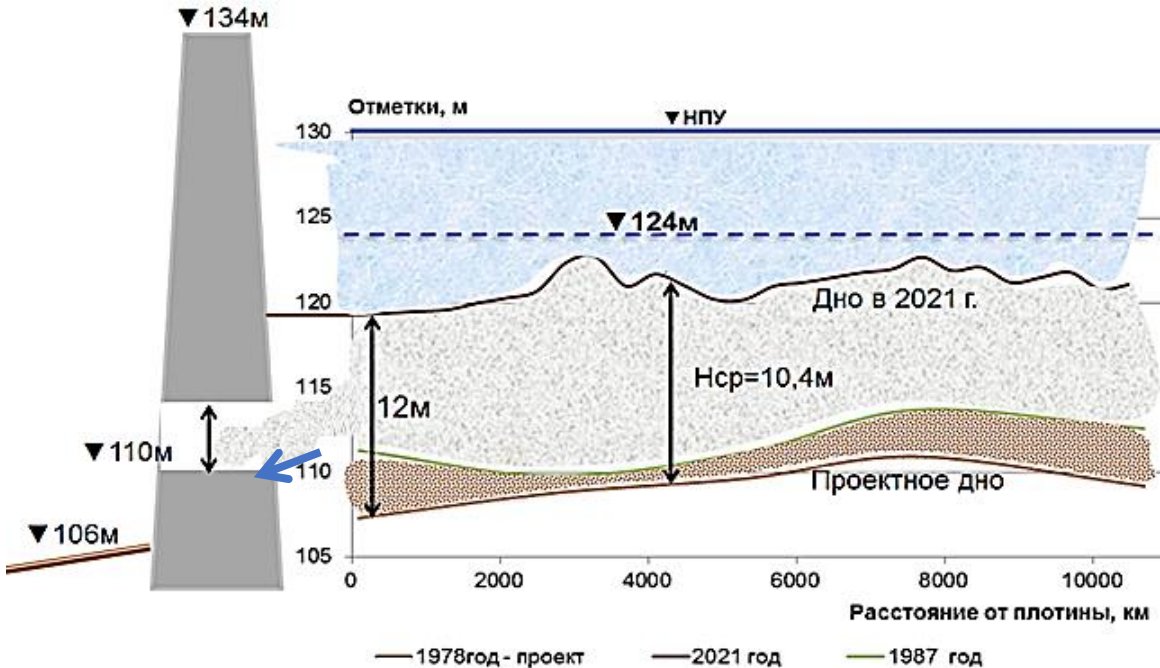 ▼ 134м
Отметки, м
▼НПУ
130
125
▼ 124м
120
Дно в 2021 г.
115
Нср=10,4м
12м
▼ 110м
110
Проектное дно
▼ 106м
105
0 2000 4000 6000 8000 10000
Расстояние от плотины, км
1978год - проект 2021 год 1987 год